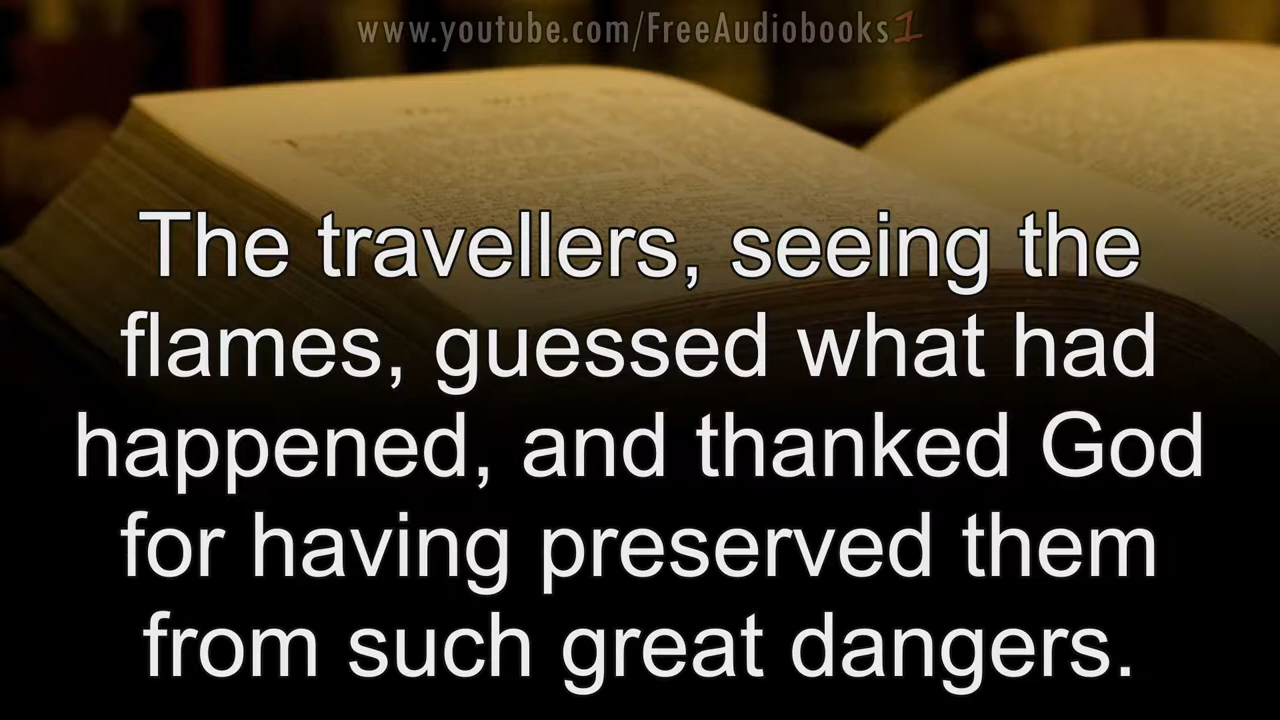 www.youtube.com/FreeAudiobooks1
The travellers, seeing the
flames, guessed what had
happened, and thanked God
for having preserved them
from such great dangers.